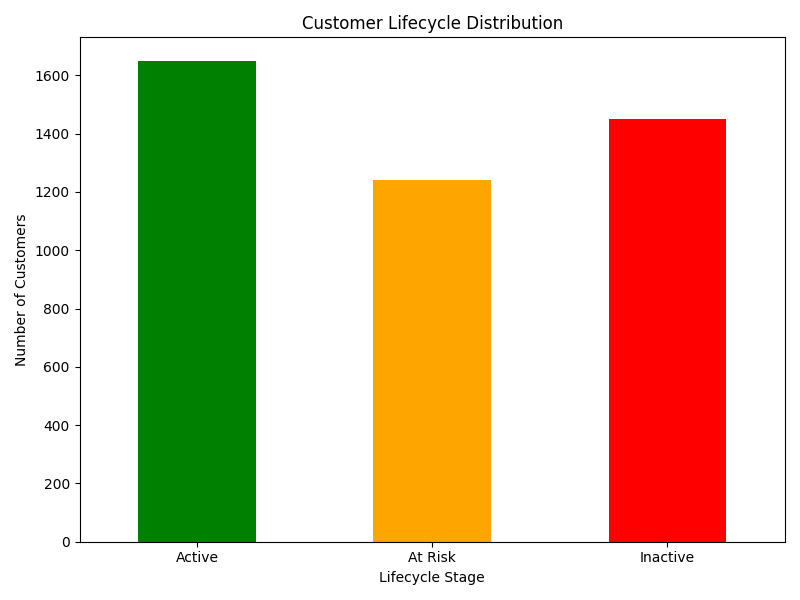 Customer Lifecycle Distribution
1600
1400
1200
1000
800
600
400
200
0
Number of Customers
Active At Risk Inactive
Lifecycle Stage